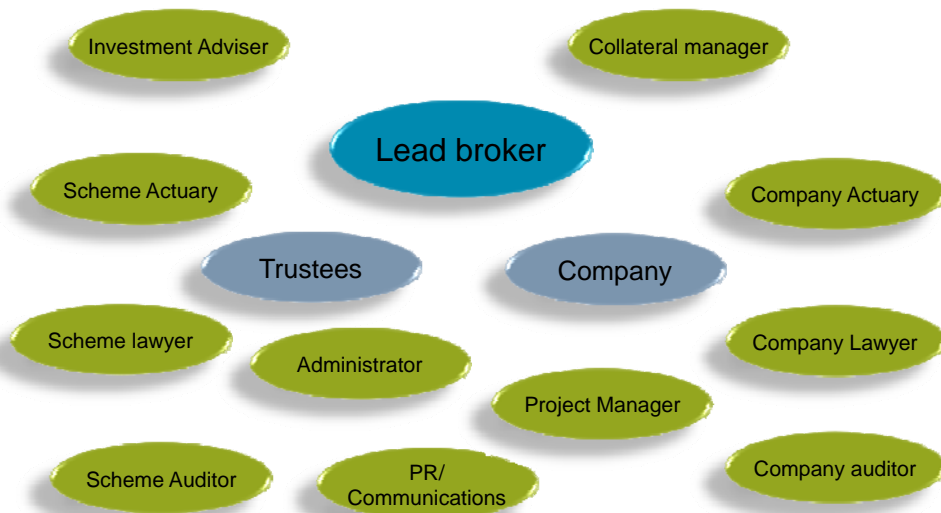 Investment Adviser
Collateral manager
Lead broker
Scheme Actuary
Company Actuary
Trustees
Company
Scheme lawyer
Administrator
Company Lawyer
Project Manager
Scheme Auditor
PR/
Communications
Company auditor